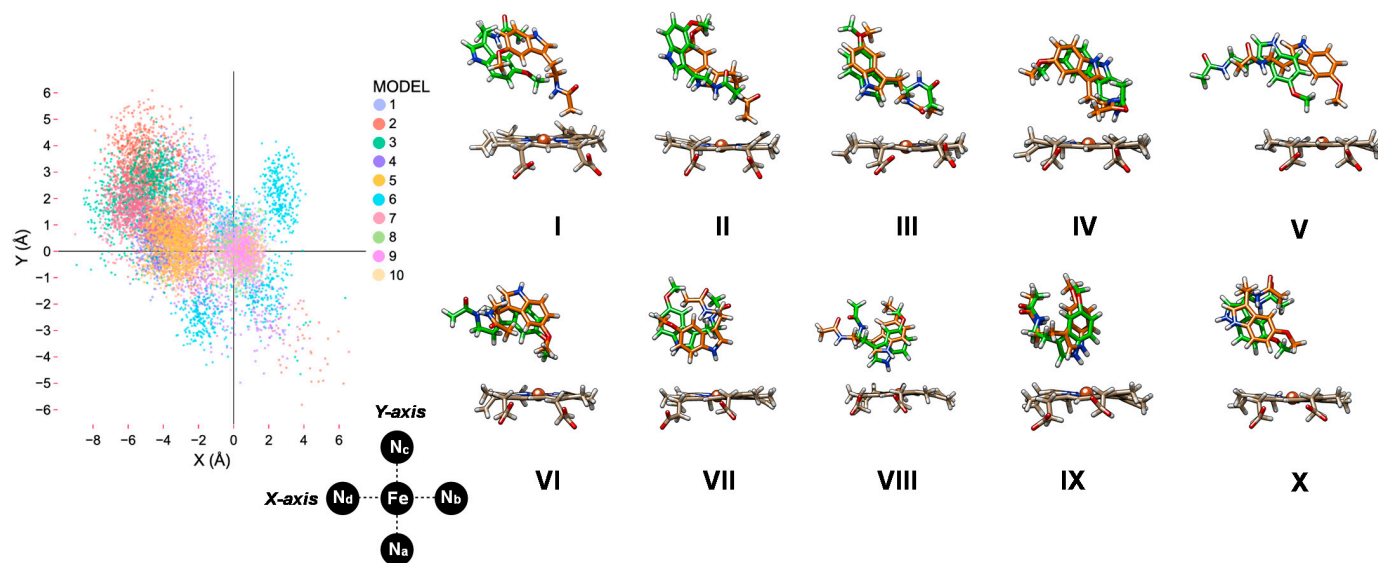 MODEL
1
2
3
4
5
6
7
8
9
10
Y (Å)
6
5
4
3
2
1
0
−1
−2
−3
−4
−5
−6
−8 −6 −4 −2 0 2 4 6
X (Å)
Y-axis
X-axis
Nc
Nd Fe Nb
Na
I II III IV V
VI VII VIII IX X